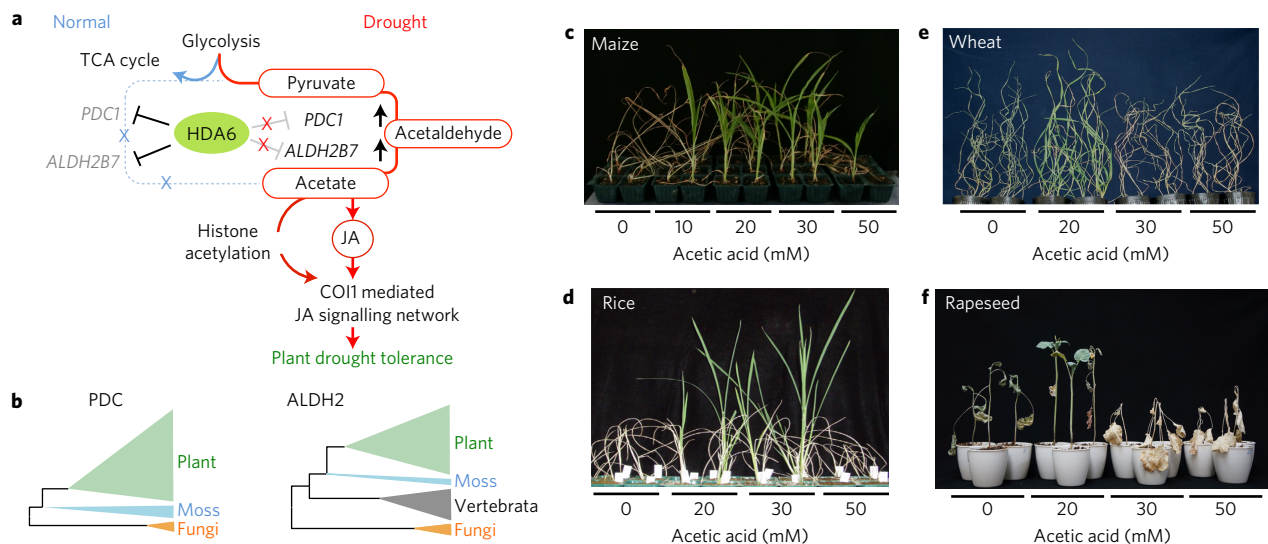 a
Normal
Drought
Glycolysis
TCA cycle
Pyruvate
PDC1
HDA6
PDC1
Acetaldehyde
ALDH2B7
ALDH2B7
Acetate
Histone
acetylation
JA
COI1 mediated
JA signalling network
Plant drought tolerance
b
PDC
Plant
Moss
Fungi
ALDH2
Plant
Moss
Vertebrata
Fungi
c
Maize
0 10 20 30 50
Acetic acid (mM)
d
Rice
0 20 30 50
Acetic acid (mM)
e
Wheat
0 20 30 50
Acetic acid (mM)
f
Rapeseed
0 20 30 50
Acetic acid (mM)